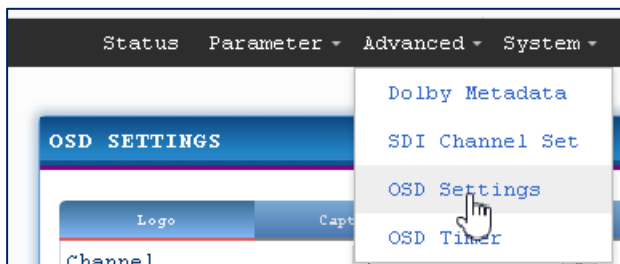 Status Parameter Advanced System
Dolby Metadata
OSD SETTINGS
SDI Channel Set
OSD Settings
Logo Capt
OSD Timer
Channel